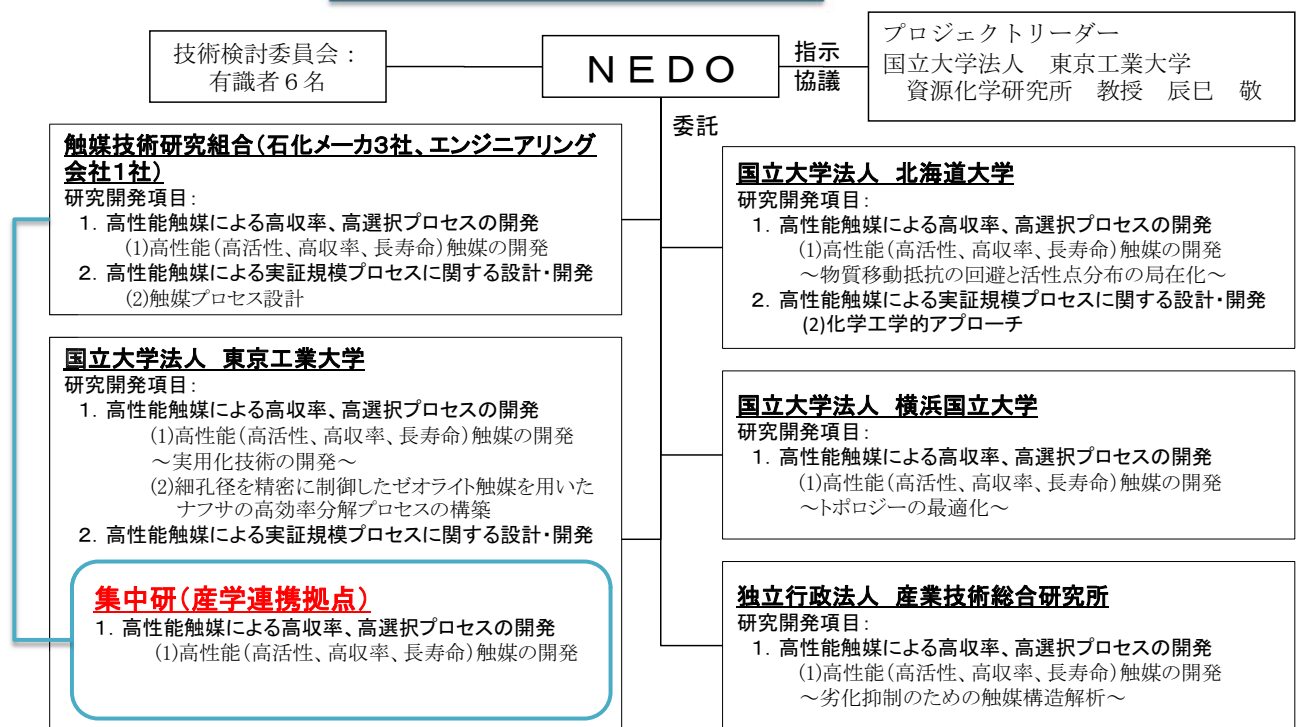 技術検討委員会：
有識者６名
ＮＥＤＯ
指示
協議
プロジェクトリーダー
国立大学法人　東京工業大学
資源化学研究所　教授　辰巳　敬
委託
触媒技術研究組合（石化メーカ3社、エンジニアリング
会社１社）
研究開発項目：
１．高性能触媒による高収率、高選択プロセスの開発
(1)高性能（高活性、高収率、長寿命）触媒の開発
２．高性能触媒による実証規模プロセスに関する設計・開発
(2)触媒プロセス設計
国立大学法人　東京工業大学
研究開発項目：
１．高性能触媒による高収率、高選択プロセスの開発
(1)高性能（高活性、高収率、長寿命）触媒の開発
～実用化技術の開発～
(2)細孔径を精密に制御したゼオライト触媒を用いた
ナフサの高効率分解プロセスの構築
２．高性能触媒による実証規模プロセスに関する設計・開発
集中研（産学連携拠点）
１．高性能触媒による高収率、高選択プロセスの開発
(1)高性能（高活性、高収率、長寿命）触媒の開発
国立大学法人　北海道大学
研究開発項目：
１．高性能触媒による高収率、高選択プロセスの開発
(1)高性能（高活性、高収率、長寿命）触媒の開発
～物質移動抵抗の回避と活性点分布の局在化～
２．高性能触媒による実証規模プロセスに関する設計・開発
(2)化学工学的アプローチ
国立大学法人　横浜国立大学
研究開発項目：
１．高性能触媒による高収率、高選択プロセスの開発
(1)高性能（高活性、高収率、長寿命）触媒の開発
～トポロジーの最適化～
独立行政法人　産業技術総合研究所
研究開発項目：
１．高性能触媒による高収率、高選択プロセスの開発
(1)高性能（高活性、高収率、長寿命）触媒の開発
～劣化抑制のための触媒構造解析～